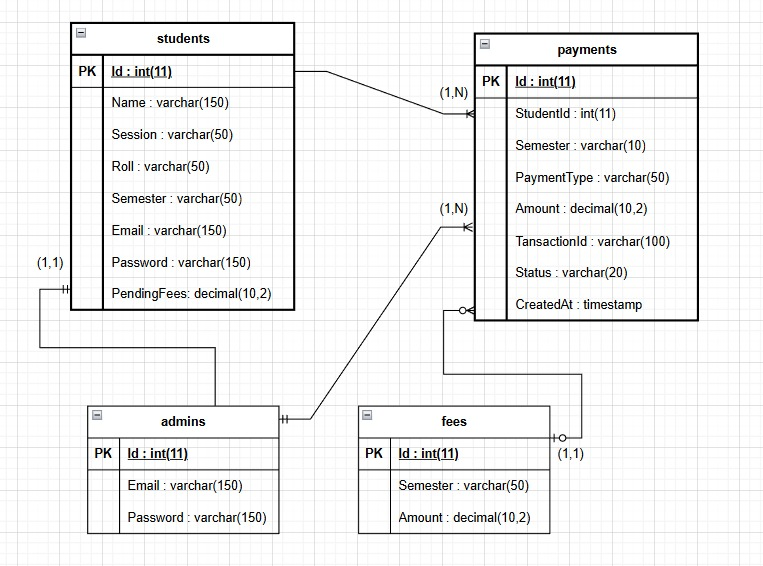 students
PK Id : int(11)
Name : varchar(150)
Session : varchar(50)
Roll : varchar(50)
Semester : varchar(50)
Email : varchar(150)
Password : varchar(150)
PendingFees: decimal(10,2)
(1,1)
payments
PK Id : int(11)
StudentId : int(11)
Semester : varchar(10)
PaymentType : varchar(50)
Amount : decimal(10,2)
TansactionId : varchar(100)
Status : varchar(20)
CreatedAt : timestamp
(1,N)
(1,N)
admins
PK Id : int(11)
Email : varchar(150)
Password : varchar(150)
fees
PK Id : int(11)
Semester : varchar(50)
Amount : decimal(10,2)
(1,1)